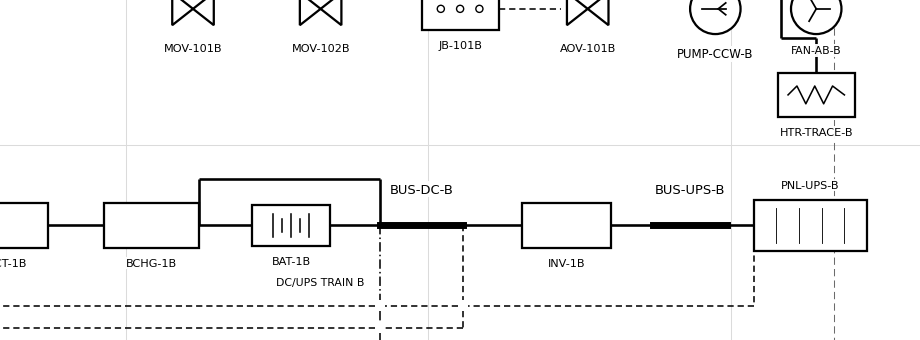 MOV-101B
MOV-102B
JB-101B
AOV-101B
PUMP-CCW-B
FAN-AB-B
HTR-TRACE-B
BUS-DC-B
BUS-UPS-B
PNL-UPS-B
BCHG-1B
BAT-1B
INV-1B
DC/UPS TRAIN B